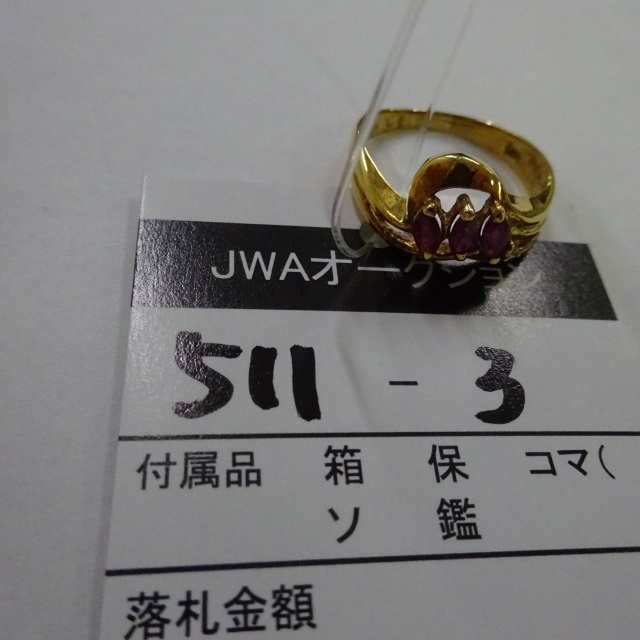 JWAオークション
511 - 3
付属品 箱 保 コマ(
ソ 鑑
落札金額